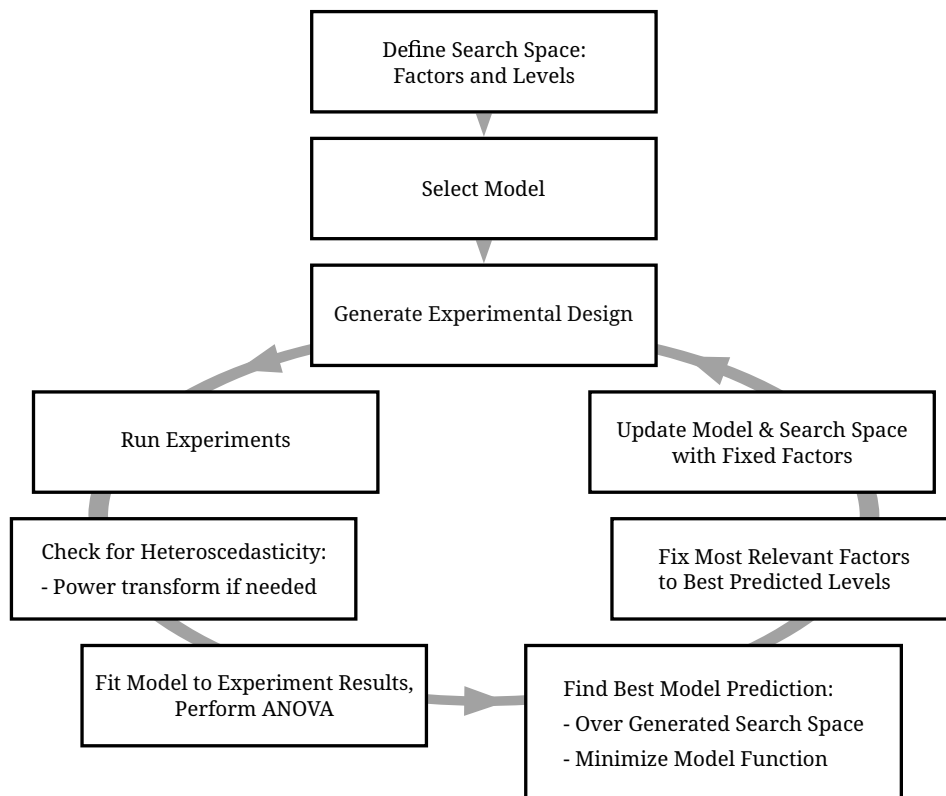 Define Search Space:
Factors and Levels
Select Model
Generate Experimental Design
Run Experiments
Update Model & Search Space
with Fixed Factors
Check for Heteroscedasticity:
- Power transform if needed
Fix Most Relevant Factors
to Best Predicted Levels
Fit Model to Experiment Results,
Perform ANOVA
Find Best Model Prediction:
- Over Generated Search Space
- Minimize Model Function